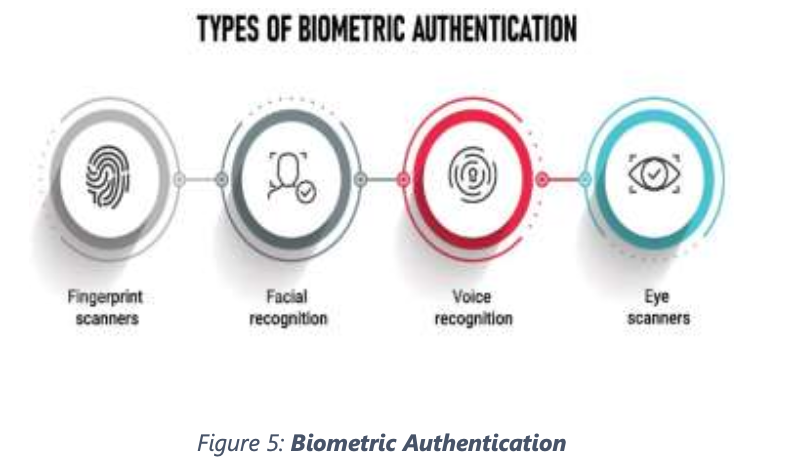 TYPES OF BIOMETRIC AUTHENTICATION
Fingerprint
scanners
Facial
recognition
Voice
recognition
Eye
scanners
Figure 5: Biometric Authentication